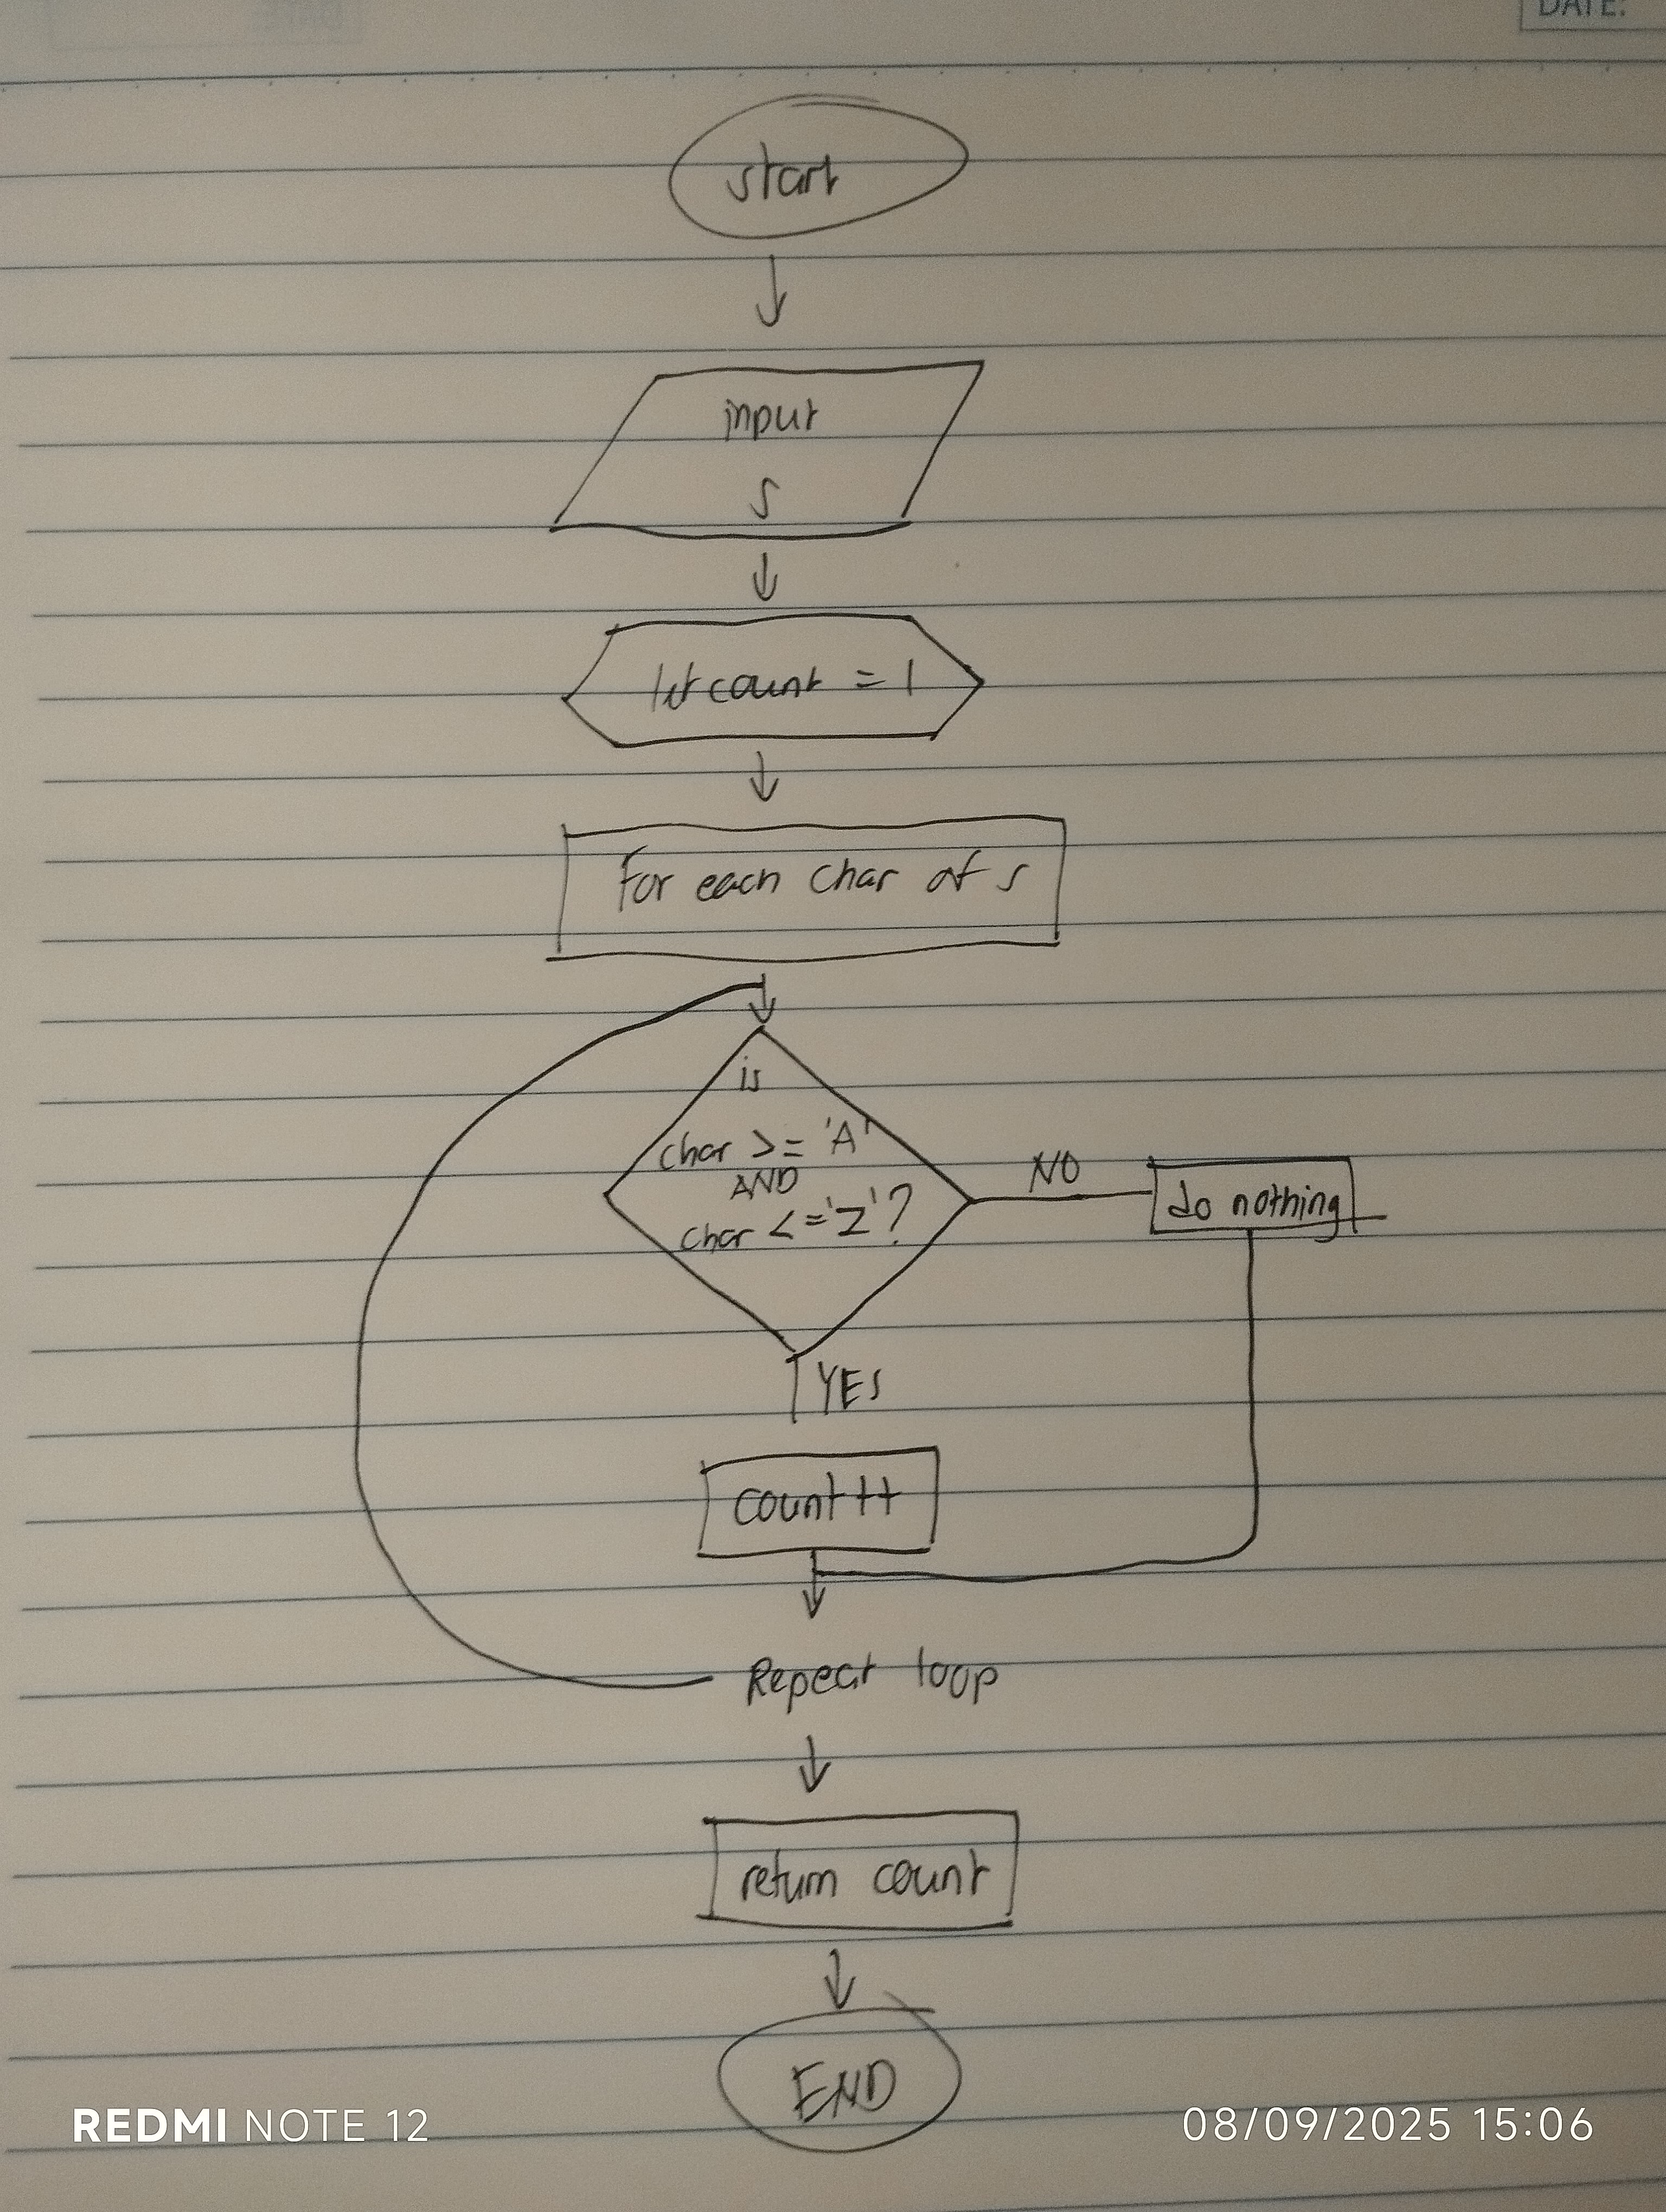 DATE:
start
input
s
let count = 1
For each char of s
is
char >= 'A'
AND
char <= 'Z'?
NO
do nothing
YES
count++
Repeat loop
return count
END
REDMI NOTE 12
08/09/2025 15:06